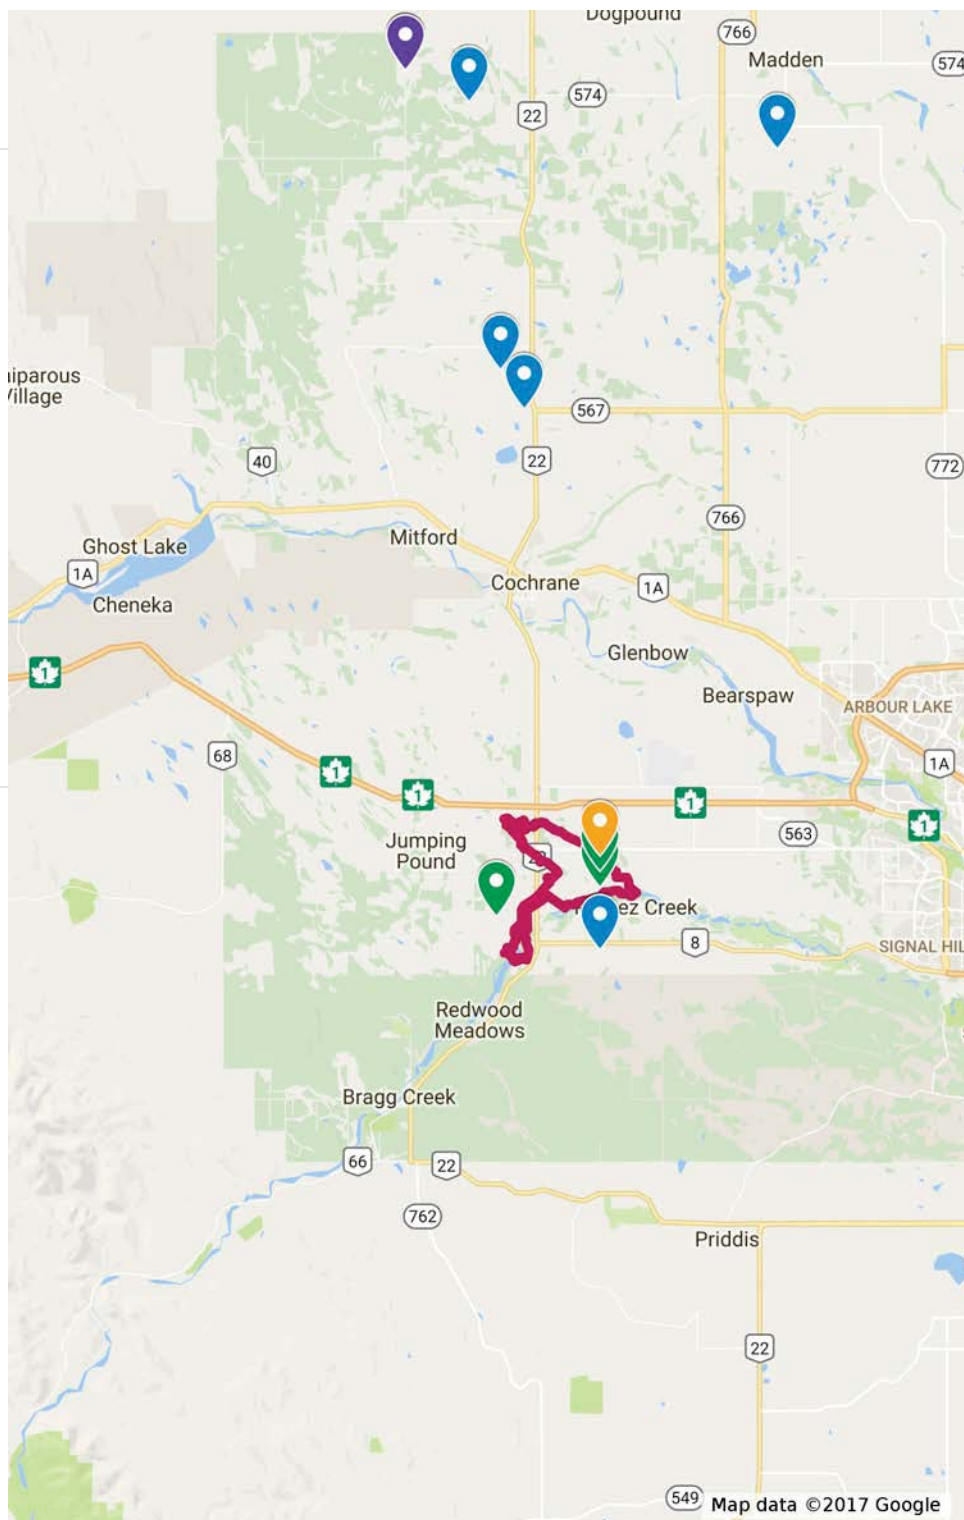 Dogpound
766
Madden
574
574
22
iparous
Village
567
40
22
772
766
Mitford
Ghost Lake
1A
Cochrane
1A
Cheneka
Glenbow
1
Bearspaw
ARBOUR LAKE
68
1A
1
1
1
1
563
Jumping
Pound
22
ez Creek
8
SIGNAL HIL
Redwood
Meadows
Bragg Creek
66
22
762
Priddis
22
549
Map data ©2017 Google